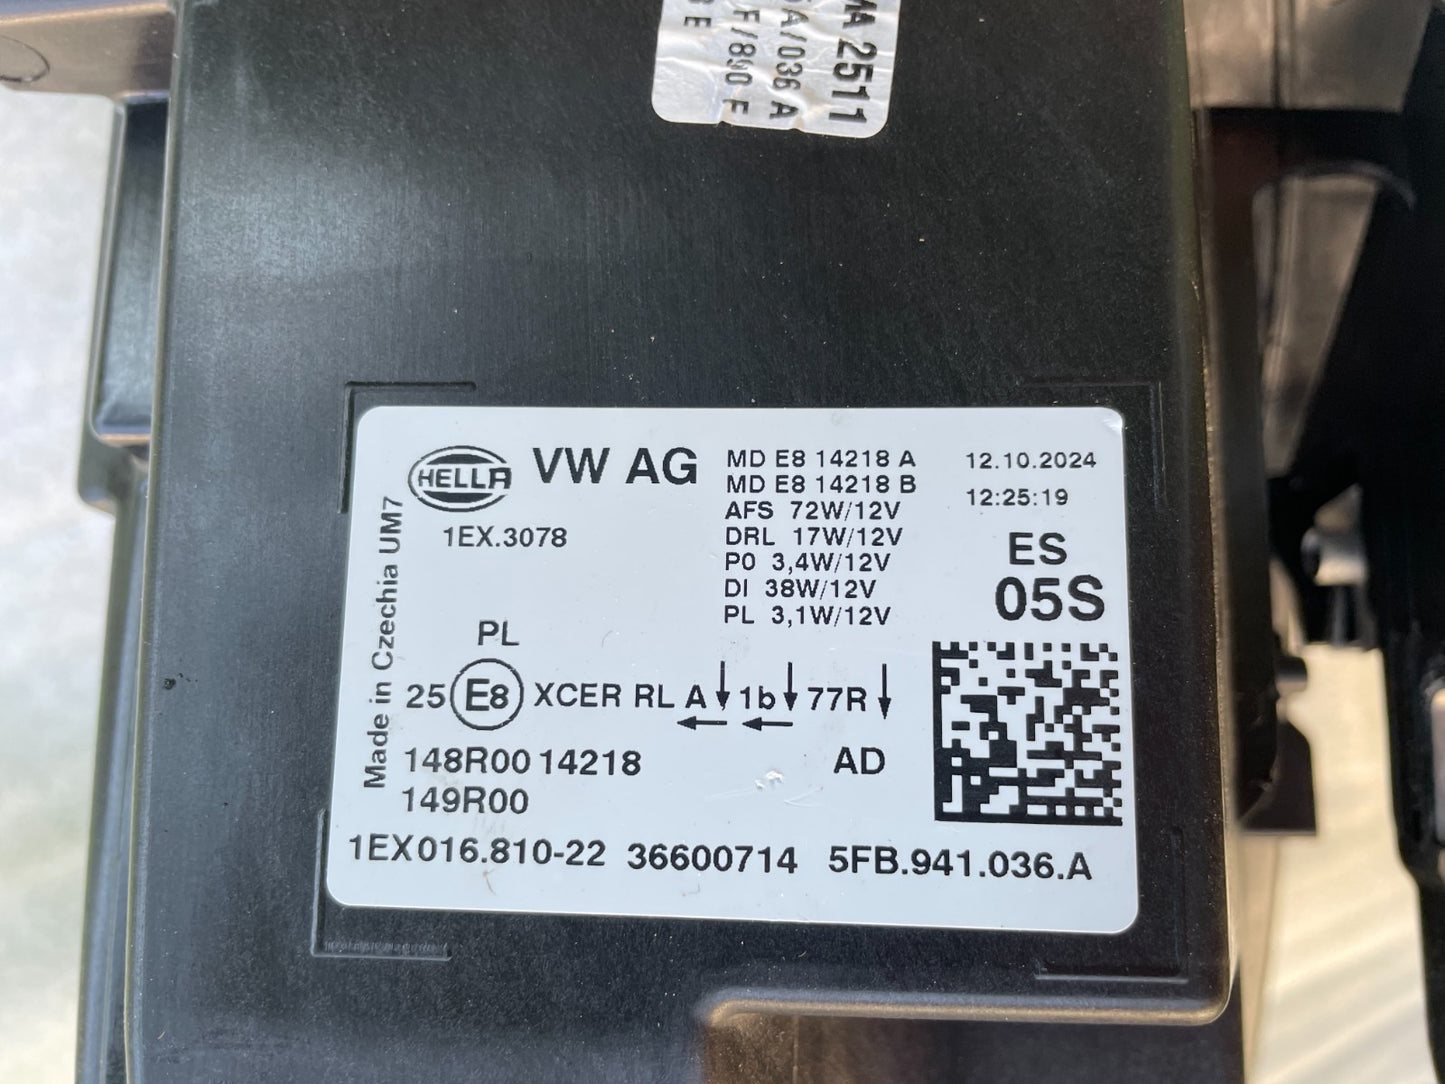 MA 2511
A/036 A
F/890 F
E
HELLA
VW AG
1EX.3078
Made in Czechia UM7
MD E8 14218 A
MD E8 14218 B
AFS 72W/12V
DRL 17W/12V
PO 3,4W/12V
DI 38W/12V
PL 3,1W/12V
12.10.2024
12:25:19
ES
05S
PL
25 E8 XCER RL A↓ 1b↓ 77R↓
← ←
148R00 14218
AD
149R00
1EX016.810-22 36600714 5FB.941.036.A